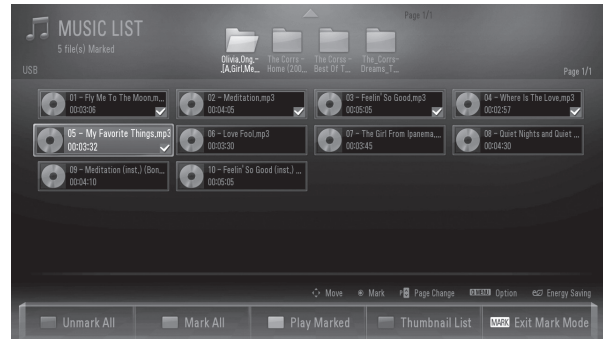 MUSIC LIST
5 file(s) Marked
USB
Page 1/1
Olivia,Ong,-
,[A,Girl,Me,,,
The Corrs -
Home (200,,,
The Corss -
Best Of T,,,
The_Corrs-
Dreams_T,,,
Page 1/1
01 - Fly Me To The Moon,m,,,
00:03:06
02 - Meditation,mp3
00:04:05
03 - Feelin' So Good,mp3
00:05:05
04 - Where Is The Love,mp3
00:02:57
05 - My Favorite Things,mp3
00:03:32
06 - Love Fool,mp3
00:03:30
07 - The Girl From Ipanema,,,,
00:03:45
08 - Quiet Nights and Quiet ,,,
00:04:30
09 - Meditation (inst,) (Bon,,,
00:04:10
10 - Feelin' So Good (inst,) ,,,
00:05:05
Move Mark P Page Change Q.MENU Option Energy Saving
Unmark All Mark All Play Marked Thumbnail List MARK Exit Mark Mode